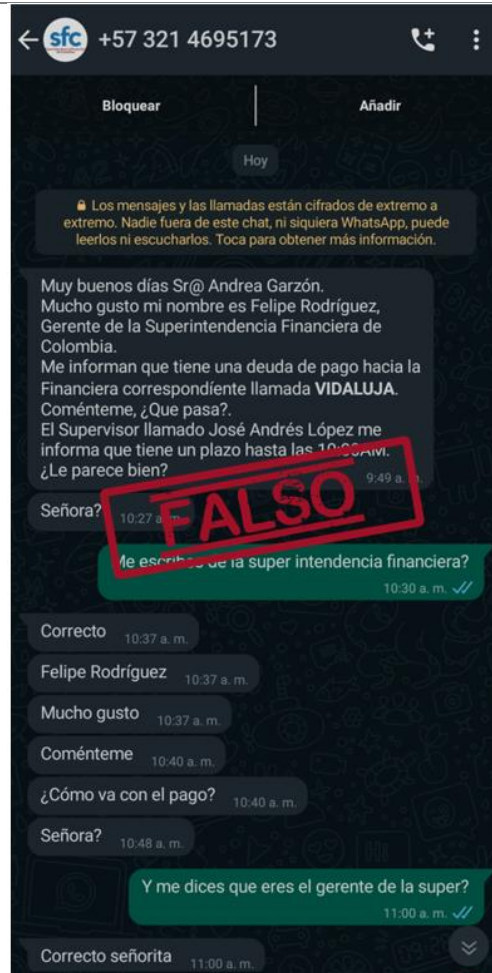 sfc
+57 321 4695173
Bloquear
Añadir
Hoy
Los mensajes y las llamadas están cifrados de extremo a
extremo. Nadie fuera de este chat, ni siquiera WhatsApp, puede
leerlos ni escucharlos. Toca para obtener más información.
Muy buenos días Sr@ Andrea Garzón.
Mucho gusto mi nombre es Felipe Rodríguez,
Gerente de la Superintendencia Financiera de
Colombia.
Me informan que tiene una deuda de pago hacia la
Financiera correspondíente llamada VIDALUJA.
Coménteme, ¿Que pasa?.
El Supervisor llamado José Andrés López me
informa que tiene un plazo hasta las AM.
¿Le parece bien?
9:49 a. m.
FALSO
Señora?
10:27 a. m.
Me escribes de la super intendencia financiera?
10:30 a. m.
Correcto
10:37 a. m.
Felipe Rodríguez
10:37 a. m.
Mucho gusto
10:37 a. m.
Coménteme
10:40 a. m.
¿Cómo va con el pago?
10:40 a. m.
Señora?
10:48 a. m.
Y me dices que eres el gerente de la super?
11:00 a. m.
Correcto señorita
11:00 a. m.